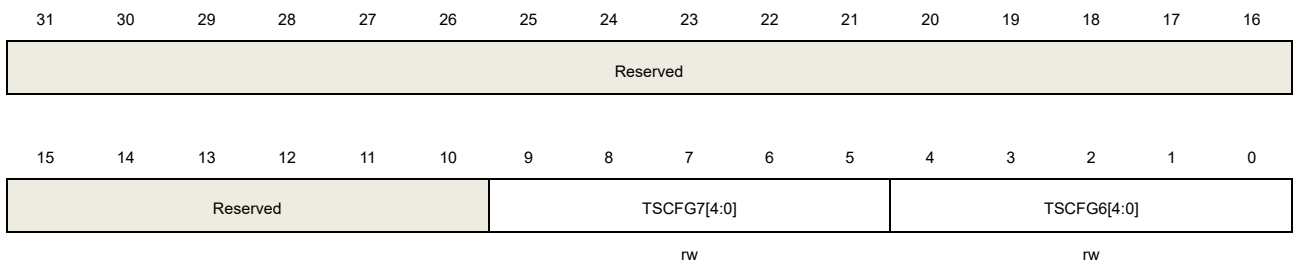 31 30 29 28 27 26 25 24 23 22 21 20 19 18 17 16
Reserved
15 14 13 12 11 10 9 8 7 6 5 4 3 2 1 0
Reserved TSCFG7[4:0] TSCFG6[4:0]
rw rw